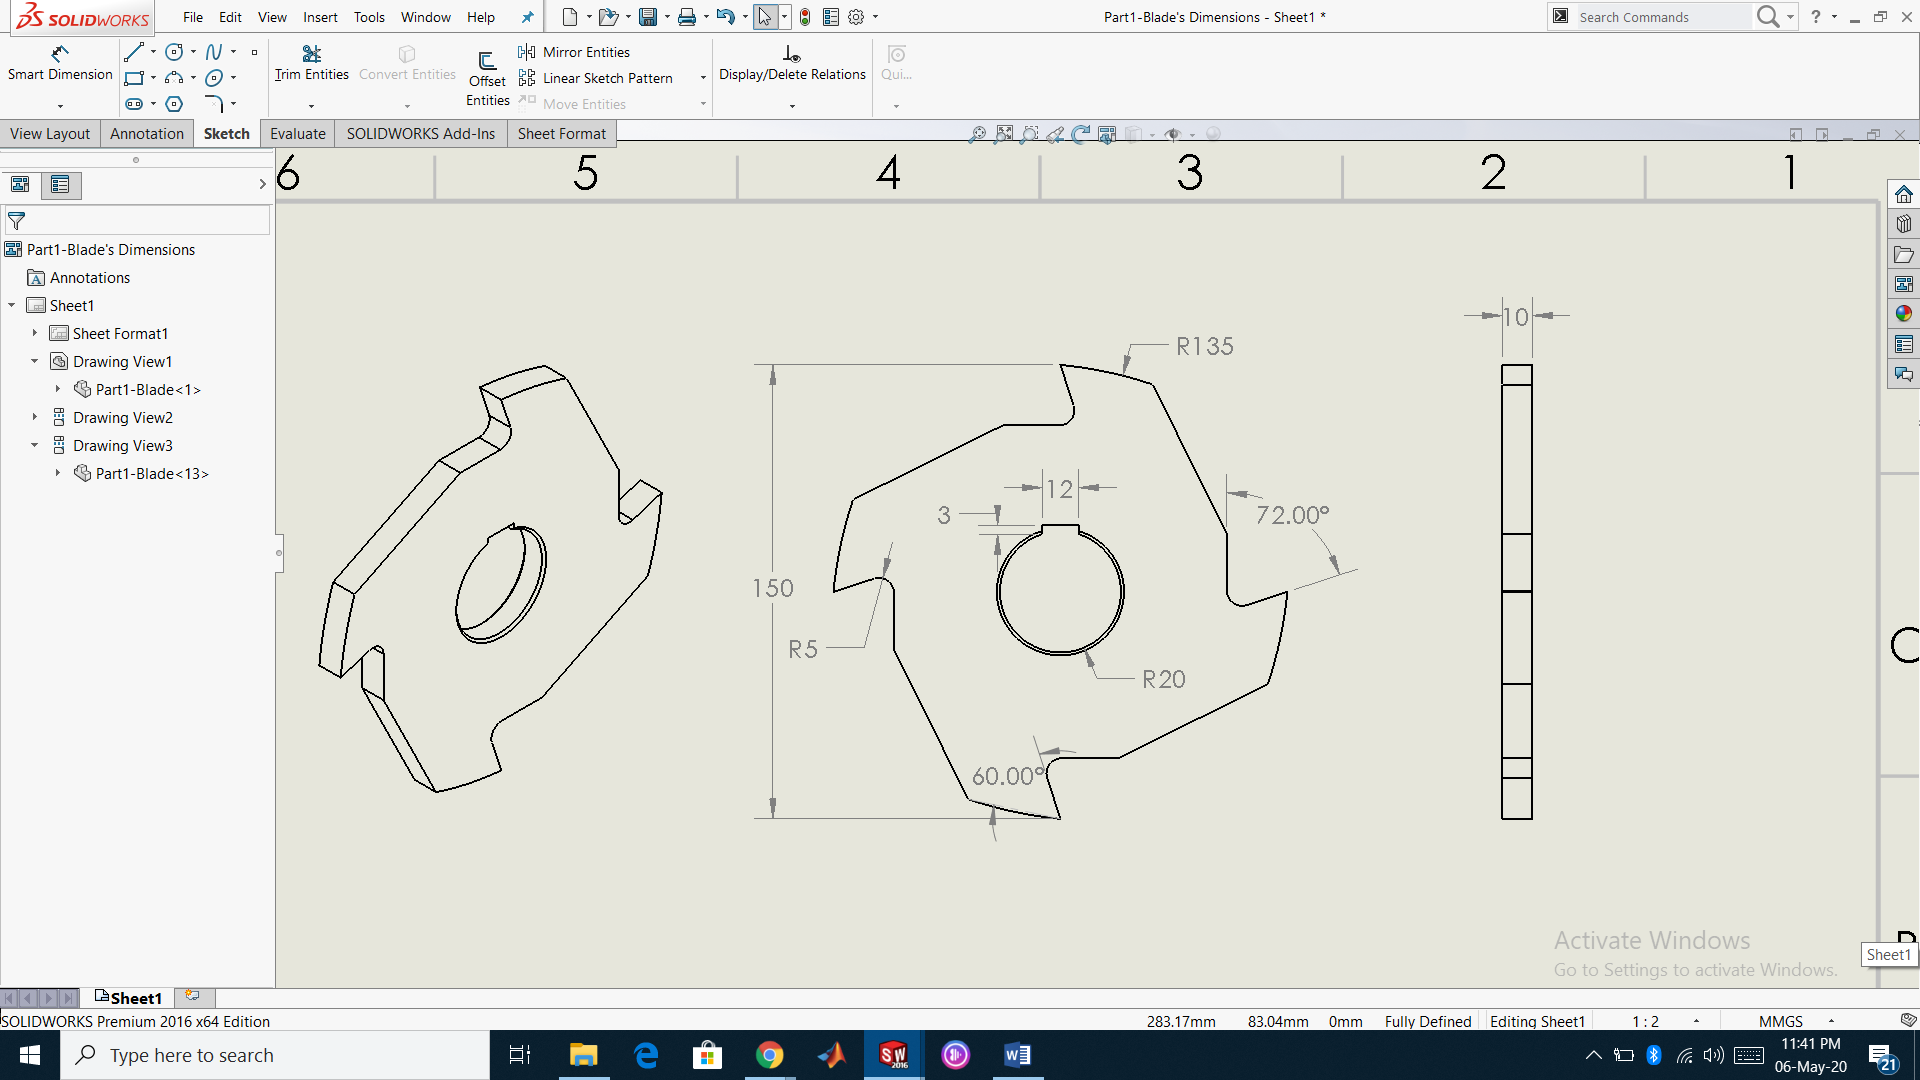 SOLIDWORKS
File Edit View Insert Tools Window Help
Part1-Blade's Dimensions - Sheet1 *
Search Commands
?
Smart Dimension
Trim Entities
Convert Entities
Offset Entities
Mirror Entities
Linear Sketch Pattern
Move Entities
Display/Delete Relations
Qui...
View Layout Annotation Sketch Evaluate SOLIDWORKS Add-Ins Sheet Format
6 5 4 3 2 1
Part1-Blade's Dimensions
A Annotations
Sheet1
Sheet Format1
Drawing View1
Part1-Blade<1>
Drawing View2
Drawing View3
Part1-Blade<13>
10
R135
12
3
72.00°
150
R5
R20
60.00°
C
Activate Windows
Go to Settings to activate Windows.
Sheet1
Sheet1
SOLIDWORKS Premium 2016 x64 Edition
283.17mm 83.04mm 0mm Fully Defined Editing Sheet1 1 : 2 MMGS
Type here to search
SW 2016
W
11:41 PM
06-May-20
21